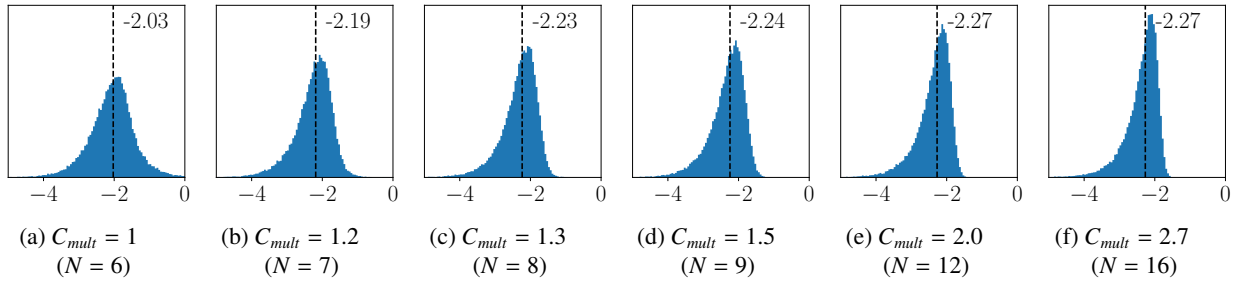 -2.03 -2.19 -2.23 -2.24 -2.27 -2.27
−4 −2 0 −4 −2 0 −4 −2 0 −4 −2 0 −4 −2 0 −4 −2 0
(a) C_mult = 1 (b) C_mult = 1.2 (c) C_mult = 1.3 (d) C_mult = 1.5 (e) C_mult = 2.0 (f) C_mult = 2.7
(N = 6) (N = 7) (N = 8) (N = 9) (N = 12) (N = 16)